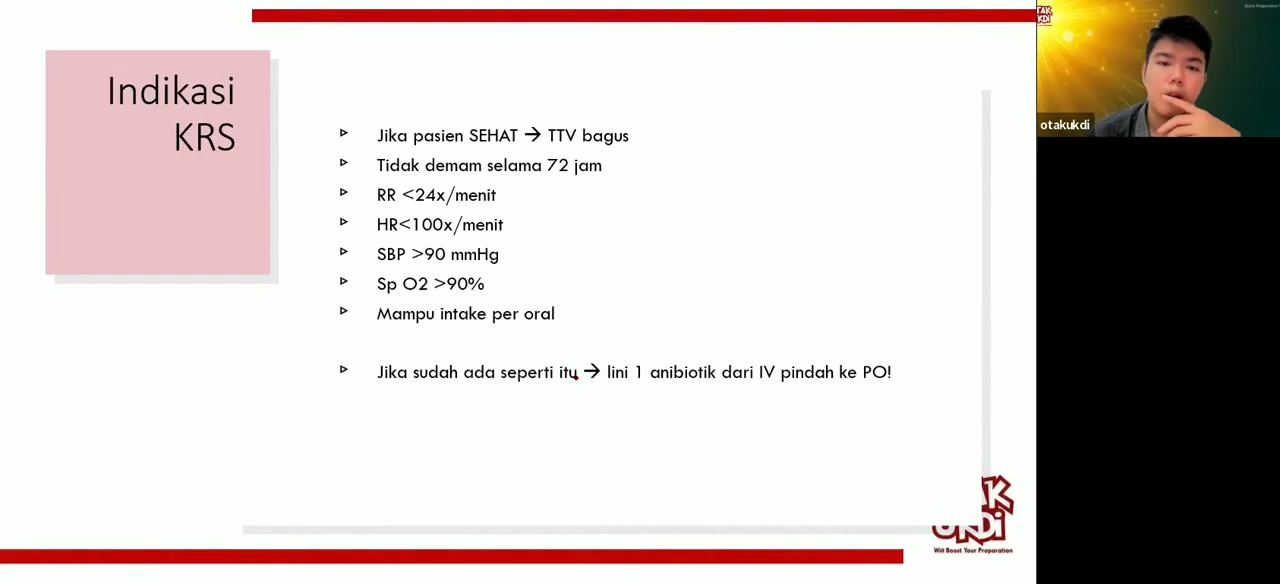 Indikasi
KRS
Jika pasien SEHAT → TTV bagus
Tidak demam selama 72 jam
RR <24x/menit
HR<100x/menit
SBP >90 mmHg
Sp O2 >90%
Mampu intake per oral
Jika sudah ada seperti itu → lini 1 anibiotik dari IV pindah ke PO!
otakukdi
UKDi
Will Boost Your Preparation